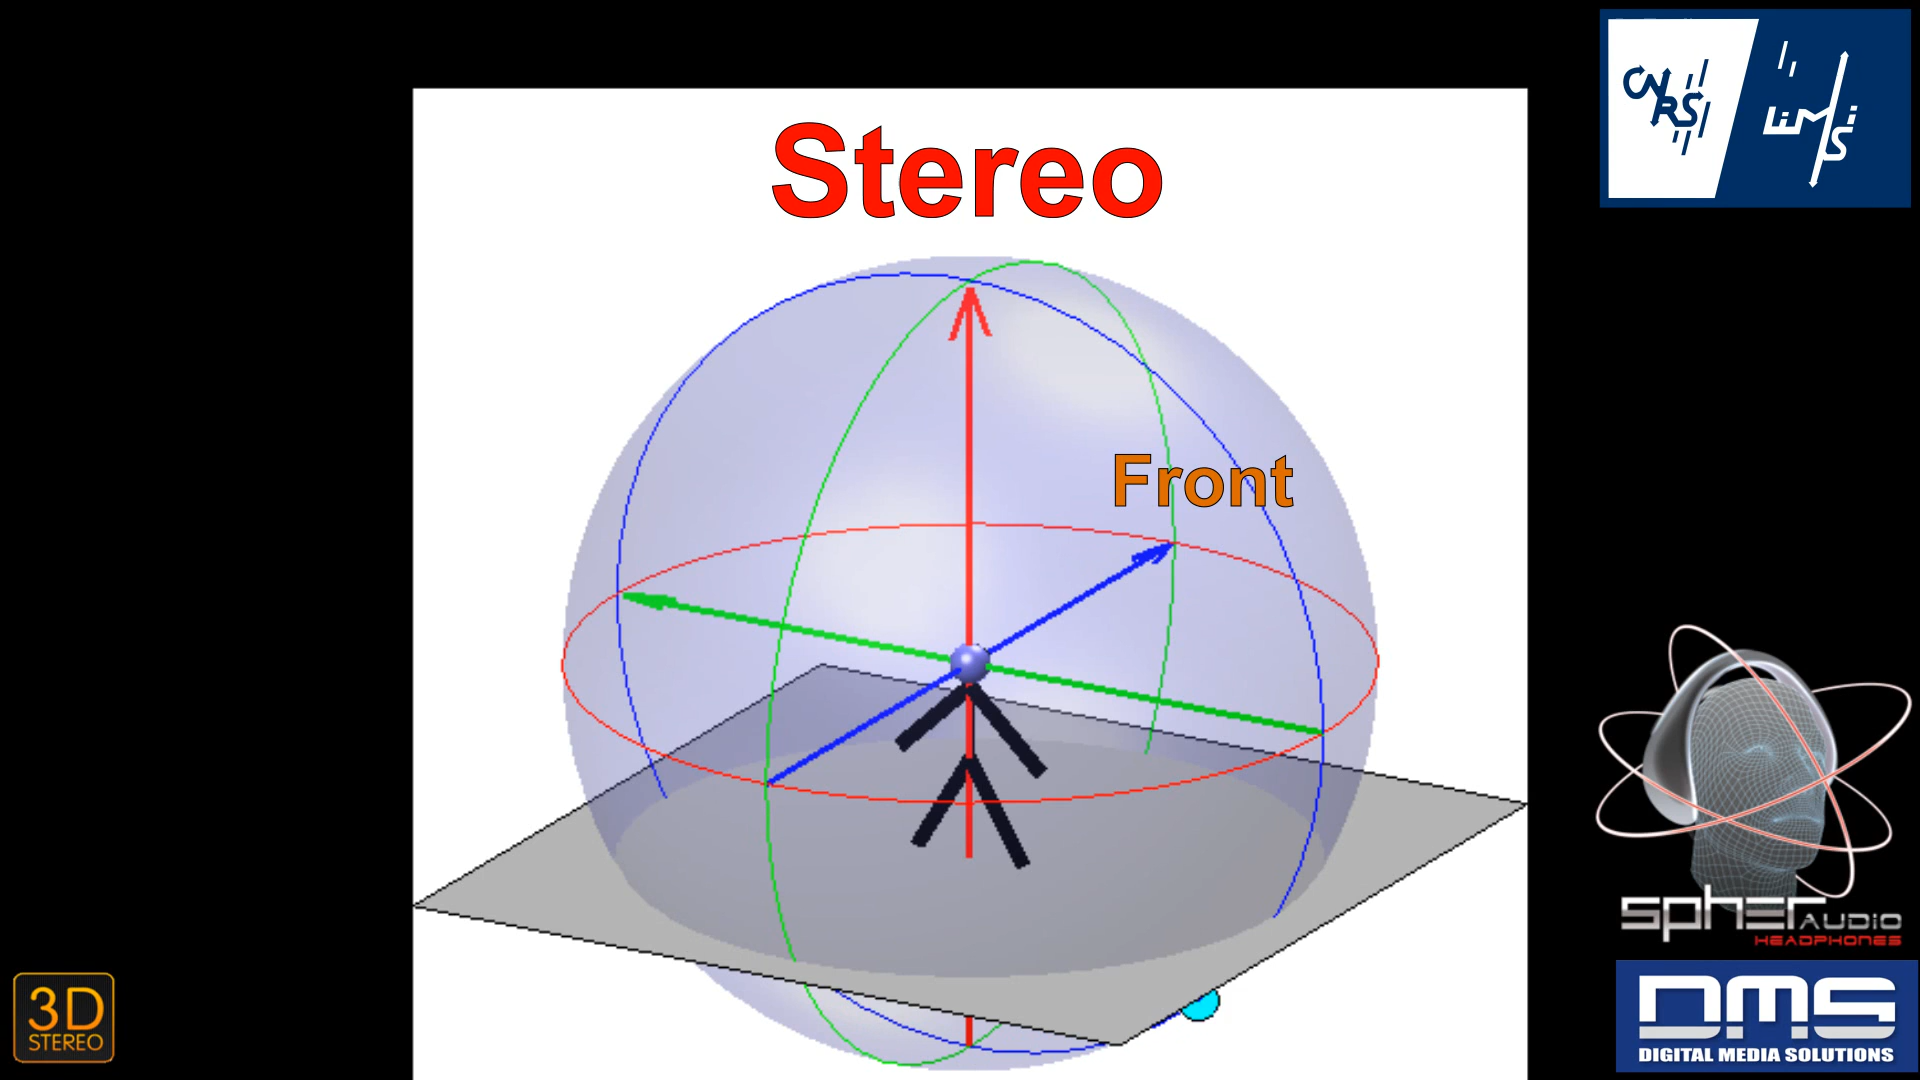 Stereo
Front
CNRS
LiMSi
SPHER AUDIO
HEADPHONES
3D
STEREO
DMS
DIGITAL MEDIA SOLUTIONS